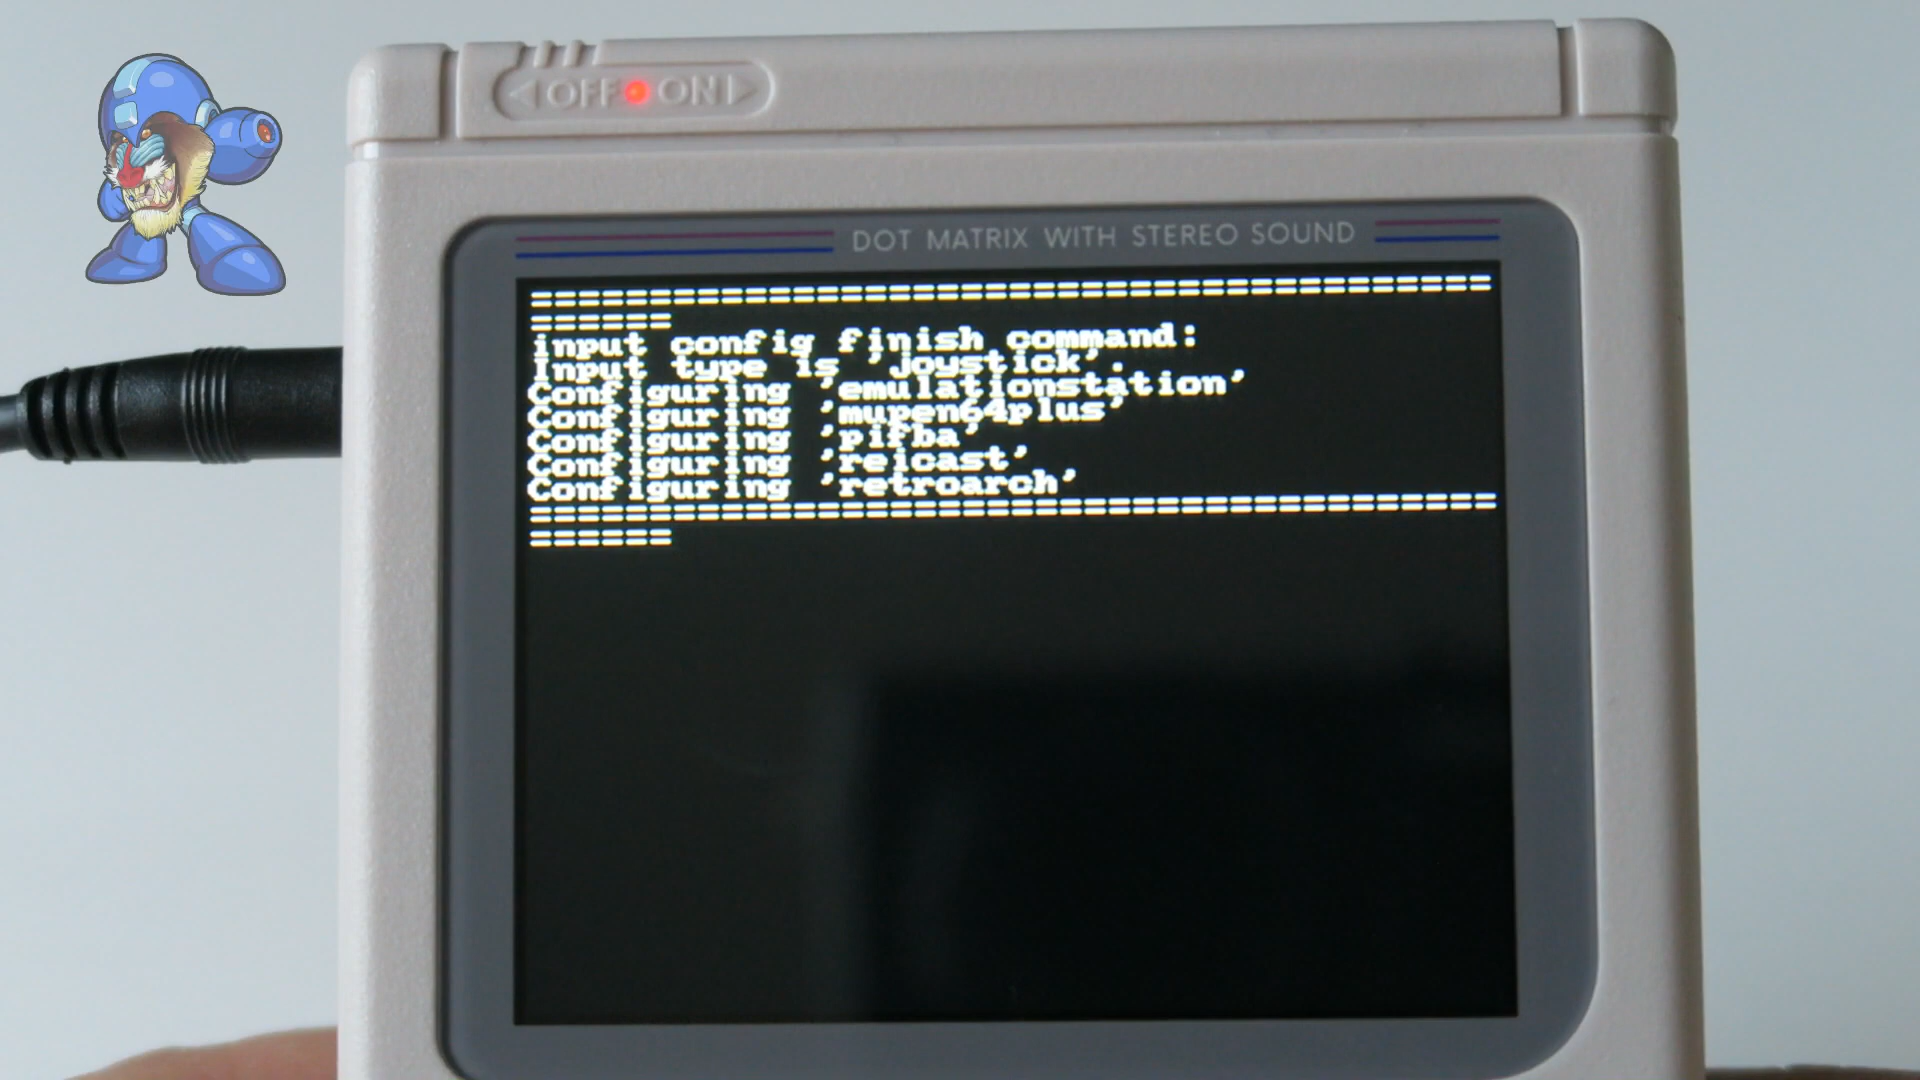 OFF ON
DOT MATRIX WITH STEREO SOUND
========================================
======
input config finish command:
Input type is 'joystick'.
Configuring 'emulationstation'
Configuring 'mupen64plus'
Configuring 'pifba'
Configuring 'reicast'
Configuring 'retroarch'
========================================
======